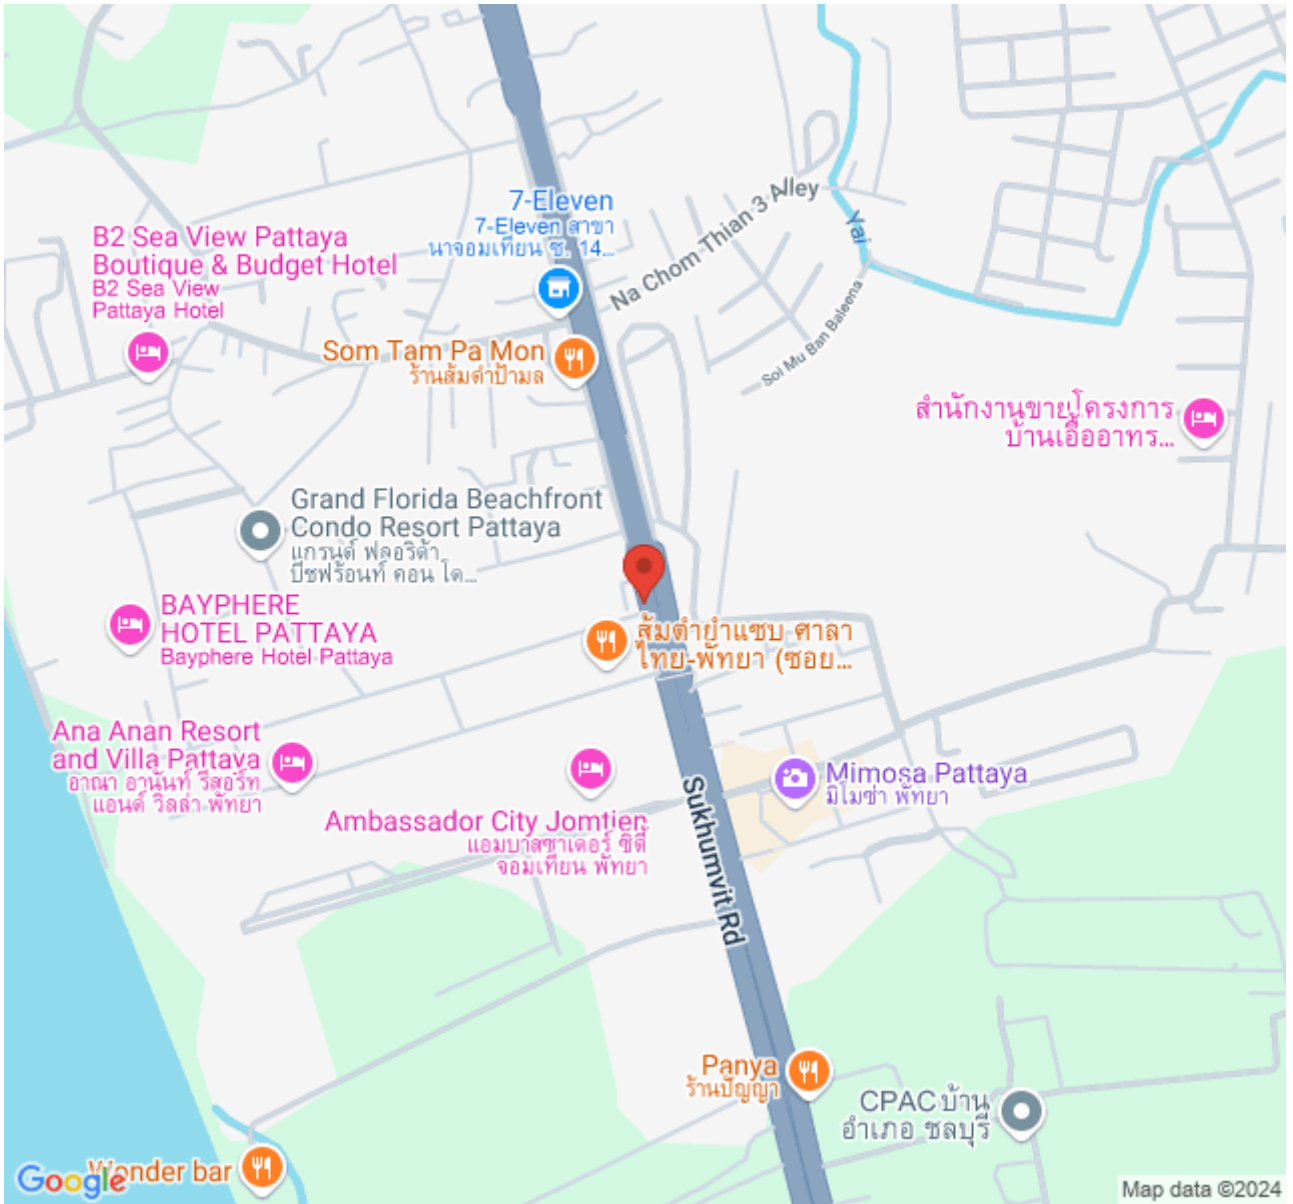 7-Eleven
7-Eleven สาขา
นาจอมเทียน ซ. 14...
Na Chom Thian 3 Alley
Yai
B2 Sea View Pattaya
Boutique & Budget Hotel
B2 Sea View
Pattaya Hotel
Soi Mu Ban Baleena
Som Tam Pa Mon
ร้านส้มตำป้ามล
สำนักงานขายโครงการ
บ้านเอื้ออาทร...
Grand Florida Beachfront
Condo Resort Pattaya
แกรนด์ ฟลอริด้า
บีชฟร้อนท์ คอน โด...
BAYPHERE
HOTEL PATTAYA
Bayphere Hotel Pattaya
ส้มตำยำแซบ ศาลา
ไทย-พัทยา (ซอย...
Ana Anan Resort
and Villa Pattaya
อาณา อานันท์ รีสอร์ท
แอนด์ วิลล่า พัทยา
Mimosa Pattaya
มิโมซ่า พัทยา
Ambassador City Jomtien
แอมบาสซาเดอร์ ซิตี้
จอมเทียน พัทยา
Sukhumvit Rd
Panya
ร้านปัญญา
CPAC บ้าน
อำเภอ ชลบุรี
Wonder bar
Google
Map data ©2024